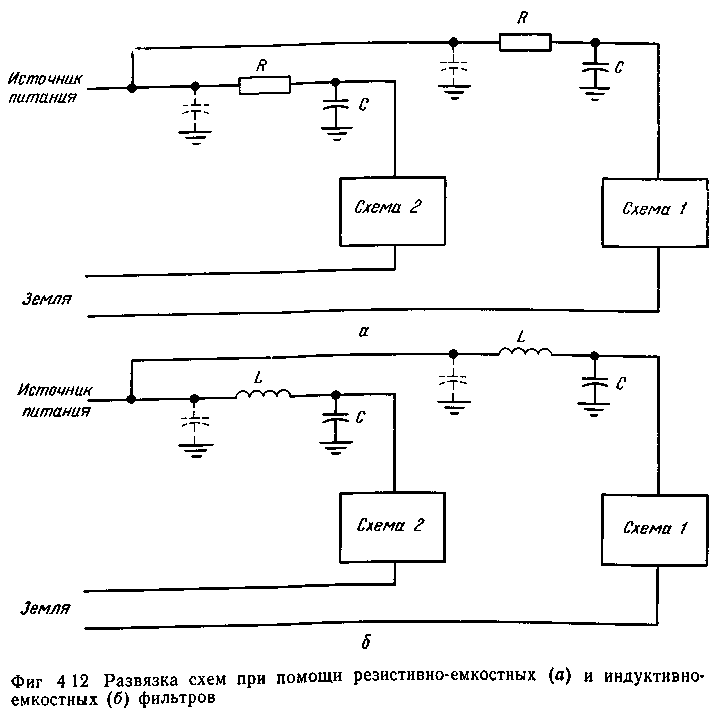 R
Источник
питания
R
C
C
Схема 2
Схема 1
Земля
а
Источник
питания
L
L
C
C
Схема 2
Схема 1
Земля
б
Фиг 4 12 Развязка схем при помощи резистивно-емкостных (а) и индуктивно-
емкостных (б) фильтров